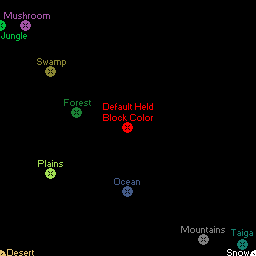 Mushroom
Jungle
Swamp
Forest
Default Held
Block Color
Plains
Ocean
Mountains
Taiga
Desert
Snow